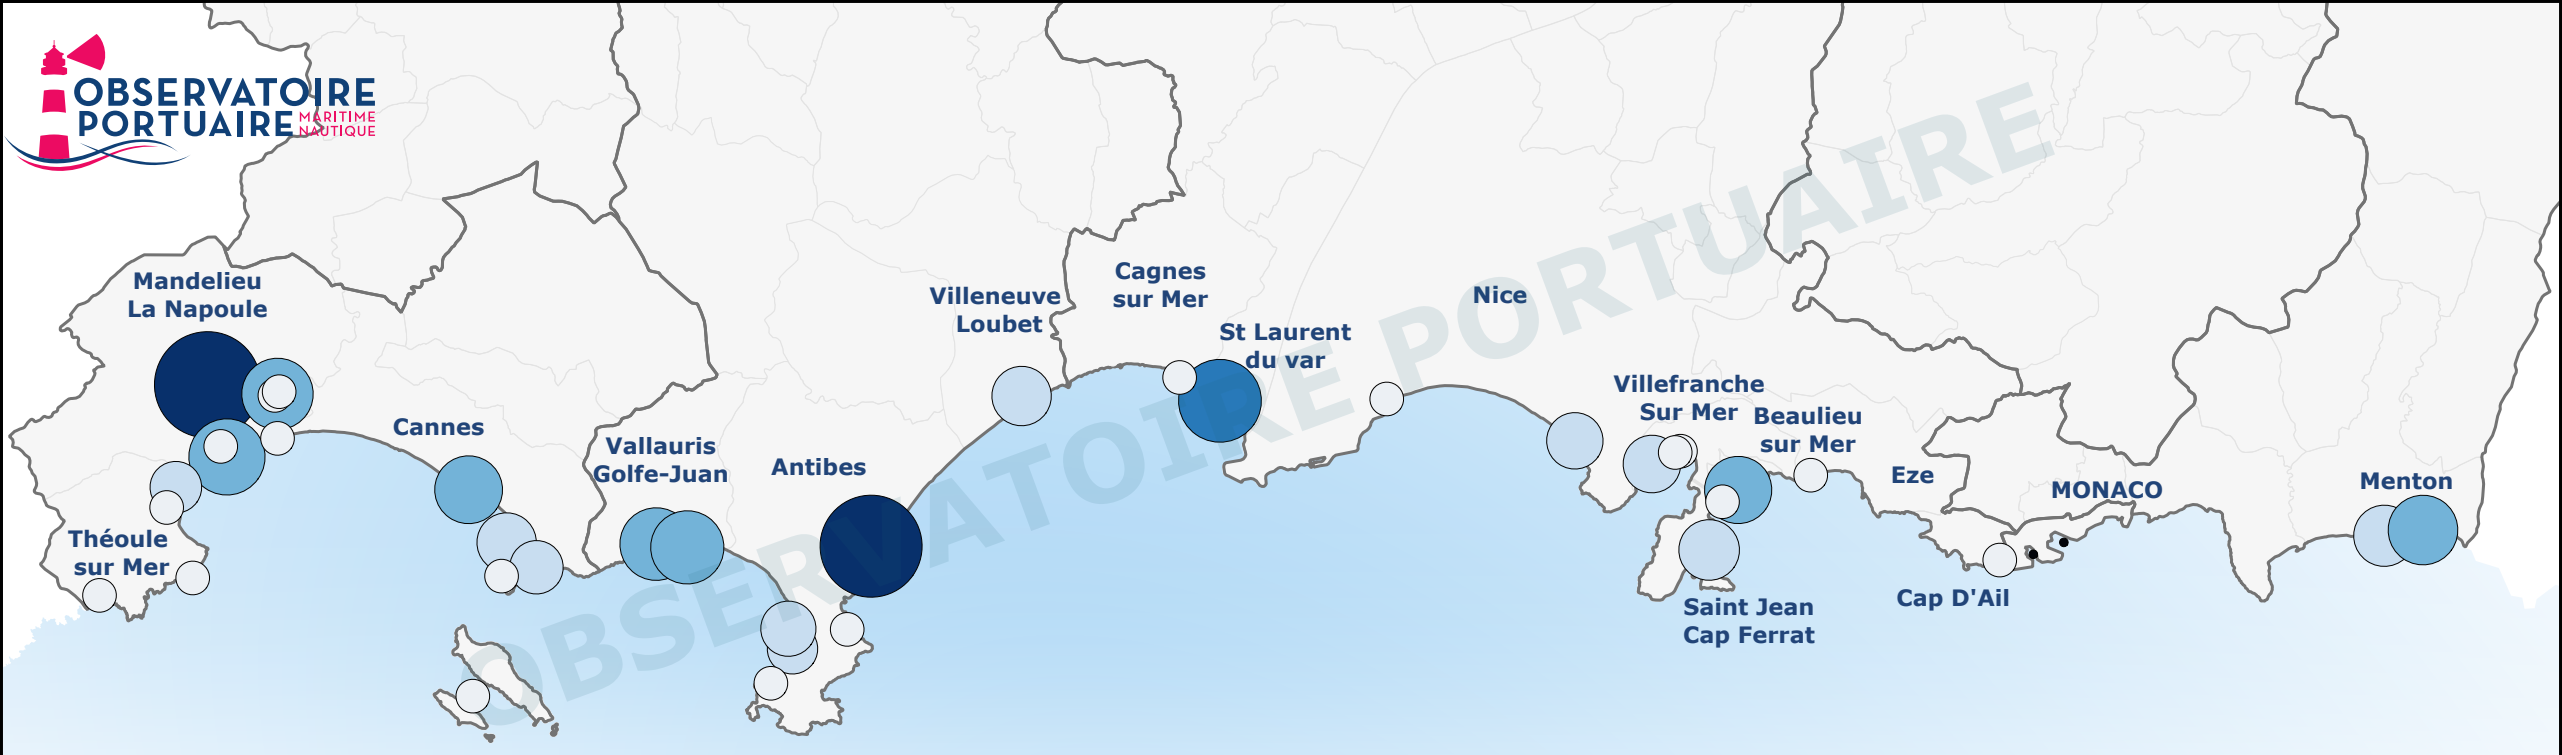 OBSERVATOIRE
PORTUAIRE MARITIME
NAUTIQUE
Mandelieu
La Napoule
Théoule
sur Mer
Cannes
Vallauris
Golfe-Juan
Antibes
Villeneuve
Loubet
Cagnes
sur Mer
St Laurent
du var
Nice
Villefranche
Sur Mer
Beaulieu
sur Mer
Saint Jean
Cap Ferrat
Eze
Cap D'Ail
MONACO
Menton
OBSERVATOIRE PORTUAIRE